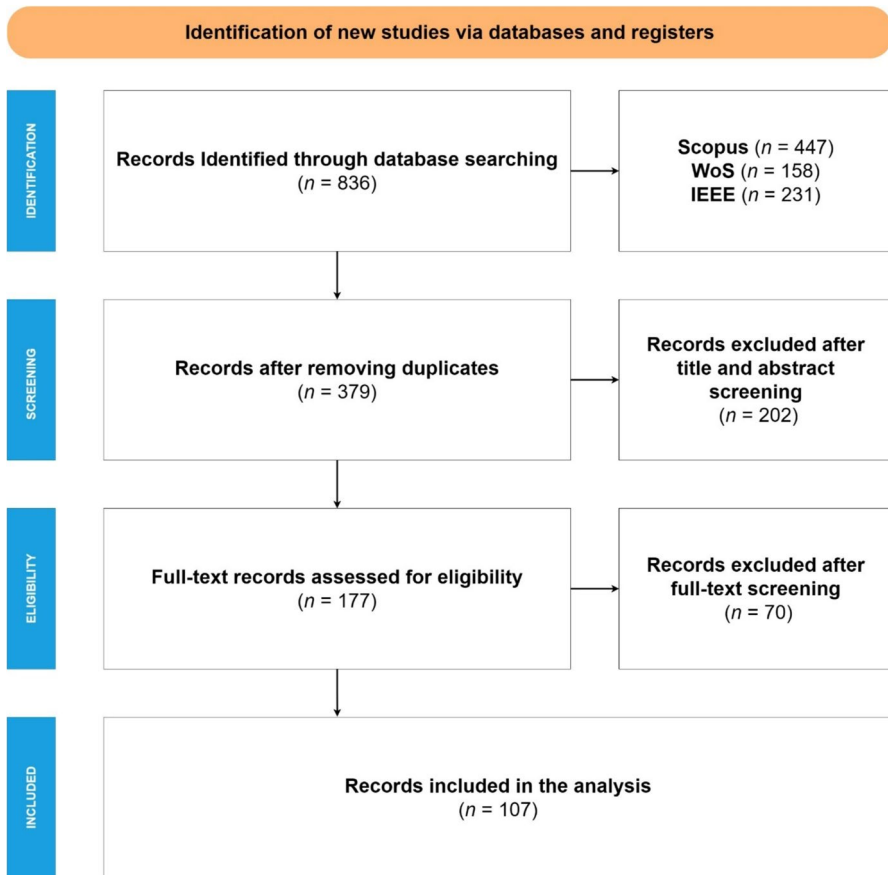 Identification of new studies via databases and registers
IDENTIFICATION
Records Identified through database searching
(n = 836)
Scopus (n = 447)
WoS (n = 158)
IEEE (n = 231)
SCREENING
Records after removing duplicates
(n = 379)
Records excluded after
title and abstract
screening
(n = 202)
ELIGIBILITY
Full-text records assessed for eligibility
(n = 177)
Records excluded after
full-text screening
(n = 70)
INCLUDED
Records included in the analysis
(n = 107)